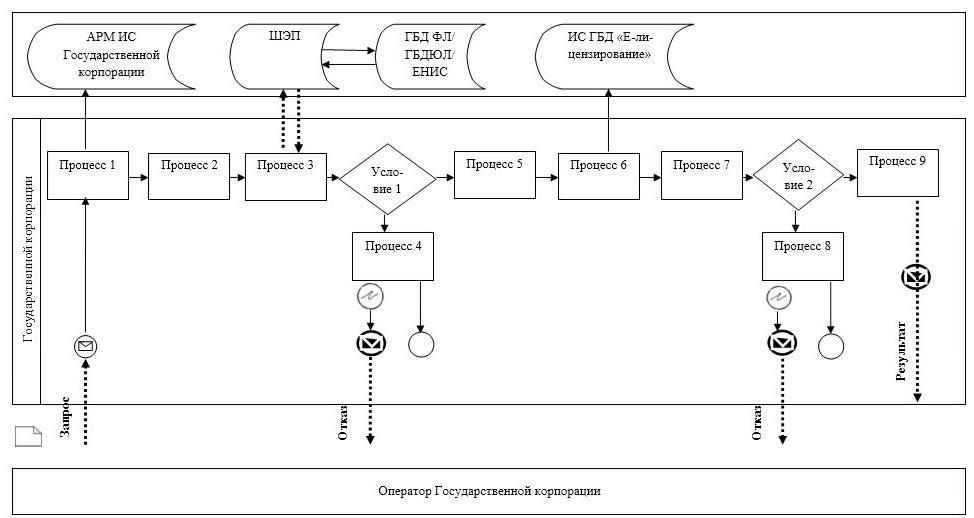 АРМ ИС
Государственной
корпорации
ШЭП
ГБД ФЛ/
ГБДЮЛ/
ЕНИС
ИС ГБД «Е-ли-
цензирование»
Государственной корпорации
Процесс 1
Процесс 2
Процесс 3
Усло-
вие 1
Процесс 5
Процесс 6
Процесс 7
Усло-
вие 2
Процесс 9
Процесс 4
Процесс 8
Запрос
Отказ
Отказ
Результат
Оператор Государственной корпорации